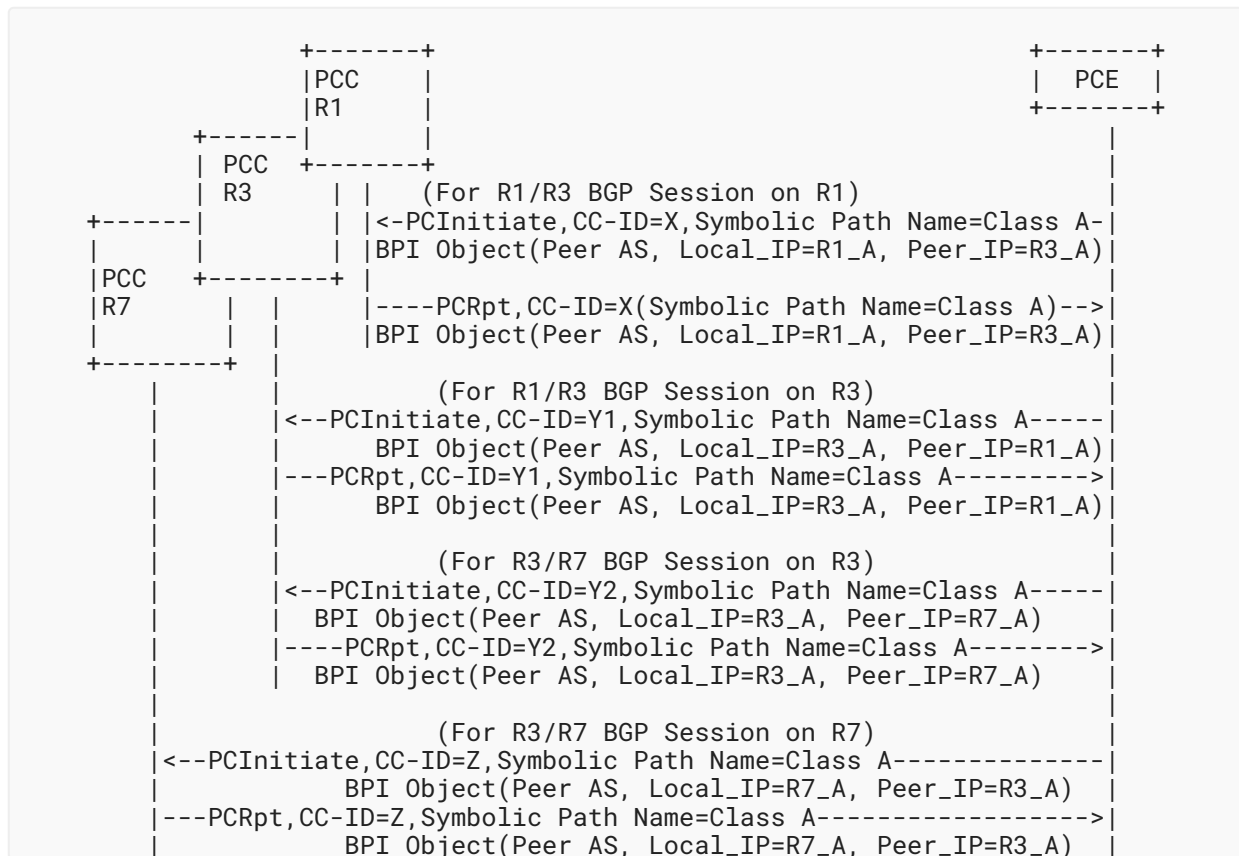 +-------+                                       +-------+
                |PCC    |                                       |  PCE  |
                |R1     |                                       +-------+
         +------|       |                                           |
         | PCC  +-------+                                           |
         | R3     | |   (For R1/R3 BGP Session on R1)               |
 +------|        | |<-PCInitiate,CC-ID=X,Symbolic Path Name=Class A-|
 |      |        | |BPI Object(Peer AS, Local_IP=R1_A, Peer_IP=R3_A)|
 |PCC   +--------+ |                                                |
 |R7       |  |     |----PCRpt,CC-ID=X(Symbolic Path Name=Class A)-->|
 |         |  |     |BPI Object(Peer AS, Local_IP=R1_A, Peer_IP=R3_A)|
 +--------+   |                                                     |
     |        |          (For R1/R3 BGP Session on R3)              |
     |        |<--PCInitiate,CC-ID=Y1,Symbolic Path Name=Class A-----|
     |        |      BPI Object(Peer AS, Local_IP=R3_A, Peer_IP=R1_A)|
     |        |---PCRpt,CC-ID=Y1,Symbolic Path Name=Class A--------->|
     |        |      BPI Object(Peer AS, Local_IP=R3_A, Peer_IP=R1_A)|
     |        |                                                     |
     |        |          (For R3/R7 BGP Session on R3)              |
     |        |<--PCInitiate,CC-ID=Y2,Symbolic Path Name=Class A-----|
     |        |  BPI Object(Peer AS, Local_IP=R3_A, Peer_IP=R7_A)    |
     |        |----PCRpt,CC-ID=Y2,Symbolic Path Name=Class A-------->|
     |        |  BPI Object(Peer AS, Local_IP=R3_A, Peer_IP=R7_A)    |
     |                                                              |
     |                   (For R3/R7 BGP Session on R7)              |
     |<--PCInitiate,CC-ID=Z,Symbolic Path Name=Class A--------------|
     |            BPI Object(Peer AS, Local_IP=R7_A, Peer_IP=R3_A)  |
     |---PCRpt,CC-ID=Z,Symbolic Path Name=Class A------------------>|
     |            BPI Object(Peer AS, Local_IP=R7_A, Peer_IP=R3_A)  |